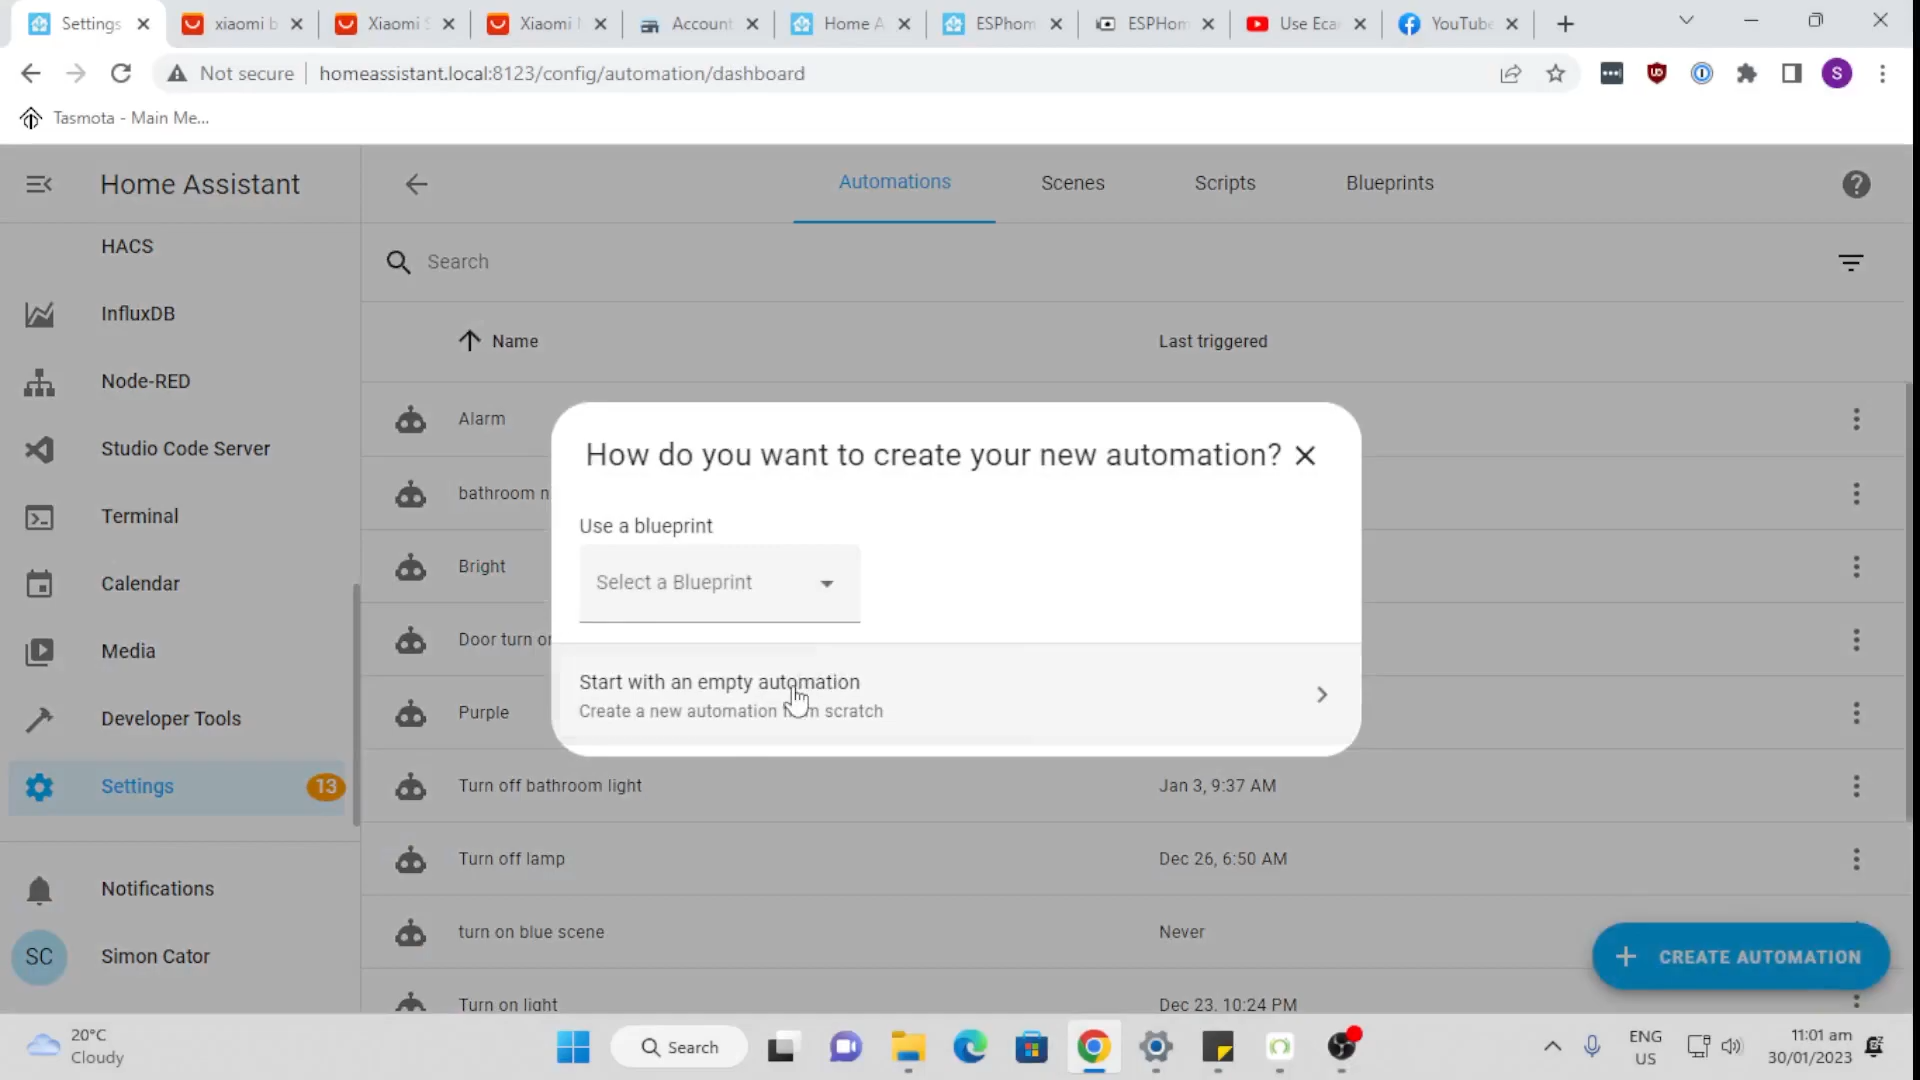 Settings
xiaomi b
Xiaomi
Xiaomi
Account
Home A
ESPhom
ESPHom
Use Eca
YouTube
Not secure
homeassistant.local:8123/config/automation/dashboard
S
Tasmota - Main Me...
Home Assistant
Automations
Scenes
Scripts
Blueprints
HACS
Search
InfluxDB
Name
Last triggered
Node-RED
Alarm
Studio Code Server
How do you want to create your new automation?
bathroom n
Terminal
Use a blueprint
Bright
Calendar
Select a Blueprint
Door turn o
Media
Start with an empty automation
Create a new automation scratch
Purple
Developer Tools
Settings
13
Turn off bathroom light
Jan 3, 9:37 AM
Turn off lamp
Dec 26, 6:50 AM
Notifications
turn on blue scene
Never
SC
Simon Cator
CREATE AUTOMATION
Turn on light
Dec 23, 10:24 PM
20°C
Cloudy
Search
ENG
US
11:01 am
30/01/2023